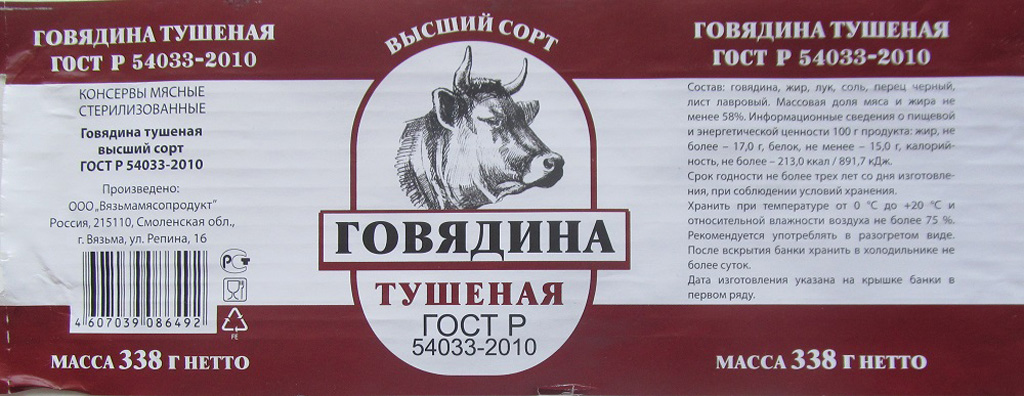 ГОВЯДИНА ТУШЕНАЯ
ГОСТ Р 54033-2010
КОНСЕРВЫ МЯСНЫЕ
СТЕРИЛИЗОВАННЫЕ
Говядина тушеная
высший сорт
ГОСТ Р 54033-2010
Произведено:
ООО „Вязьмамясопродукт"
Россия, 215110, Смоленская обл.,
г. Вязьма, ул. Репина, 16
4 607039 086492
РСТ
FE
МАССА 338 Г НЕТТО
ВЫСШИЙ СОРТ
ГОВЯДИНА
ТУШЕНАЯ
ГОСТ Р
54033-2010
ГОВЯДИНА ТУШЕНАЯ
ГОСТ Р 54033-2010
Состав: говядина, жир, лук, соль, перец черный,
лист лавровый. Массовая доля мяса и жира не
менее 58%. Информационные сведения о пищевой
и энергетической ценности 100 г продукта: жир, не
более – 17,0 г, белок, не менее – 15,0 г, калорий-
ность, не более – 213,0 ккал / 891,7 кДж.
Срок годности не более трех лет со дня изготовле-
ния, при соблюдении условий хранения.
Хранить при температуре от 0 °С до +20 °С и
относительной влажности воздуха не более 75 %.
Рекомендуется употреблять в разогретом виде.
После вскрытия банки хранить в холодильнике не
более суток.
Дата изготовления указана на крышке банки в
первом ряду.
МАССА 338 Г НЕТТО